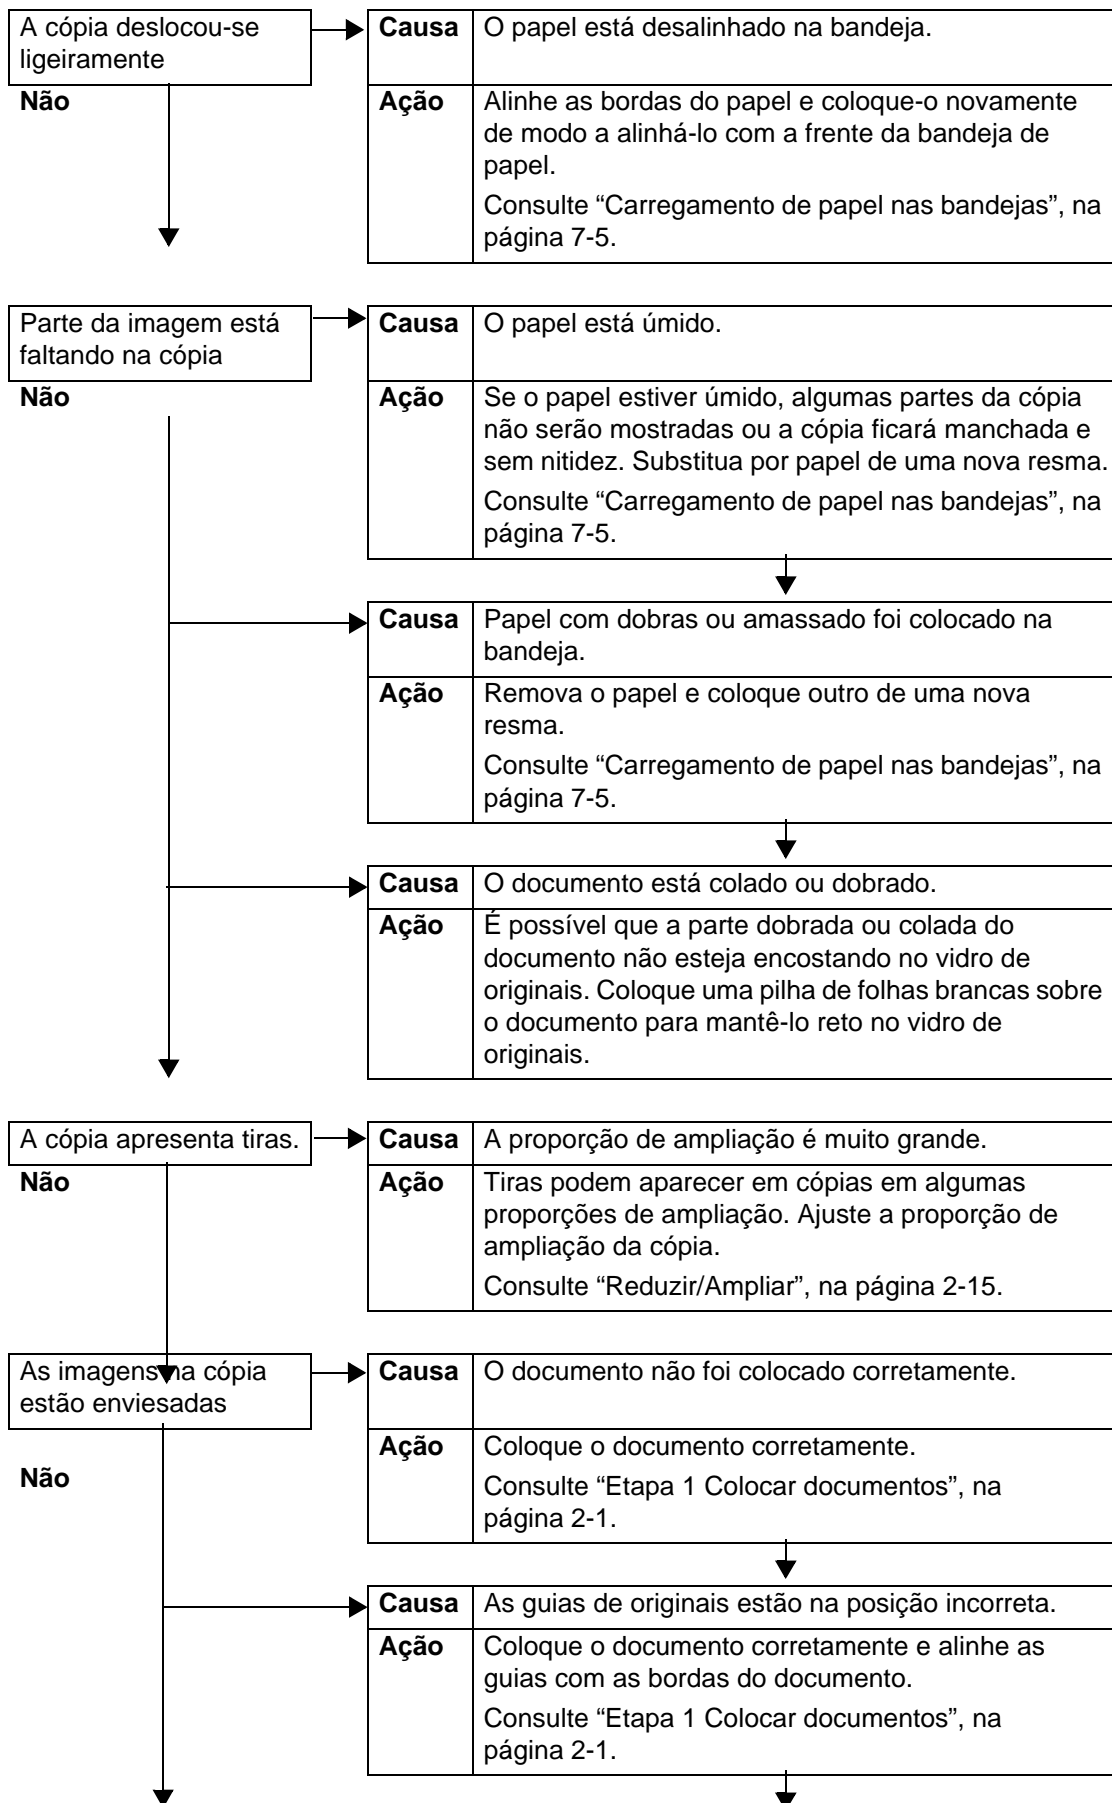 A cópia deslocou-se
ligeiramente
Causa O papel está desalinhado na bandeja.
Não
Ação Alinhe as bordas do papel e coloque-o novamente
de modo a alinhá-lo com a frente da bandeja de
papel.
Consulte “Carregamento de papel nas bandejas”, na
página 7-5.
Parte da imagem está
faltando na cópia
Causa O papel está úmido.
Não
Ação Se o papel estiver úmido, algumas partes da cópia
não serão mostradas ou a cópia ficará manchada e
sem nitidez. Substitua por papel de uma nova resma.
Consulte “Carregamento de papel nas bandejas”, na
página 7-5.
Causa Papel com dobras ou amassado foi colocado na
bandeja.
Ação Remova o papel e coloque outro de uma nova
resma.
Consulte “Carregamento de papel nas bandejas”, na
página 7-5.
Causa O documento está colado ou dobrado.
Ação É possível que a parte dobrada ou colada do
documento não esteja encostando no vidro de
originais. Coloque uma pilha de folhas brancas sobre
o documento para mantê-lo reto no vidro de
originais.
A cópia apresenta tiras.
Causa A proporção de ampliação é muito grande.
Não
Ação Tiras podem aparecer em cópias em algumas
proporções de ampliação. Ajuste a proporção de
ampliação da cópia.
Consulte “Reduzir/Ampliar”, na página 2-15.
As imagens na cópia
estão enviesadas
Causa O documento não foi colocado corretamente.
Não
Ação Coloque o documento corretamente.
Consulte “Etapa 1 Colocar documentos”, na
página 2-1.
Causa As guias de originais estão na posição incorreta.
Ação Coloque o documento corretamente e alinhe as
guias com as bordas do documento.
Consulte “Etapa 1 Colocar documentos”, na
página 2-1.